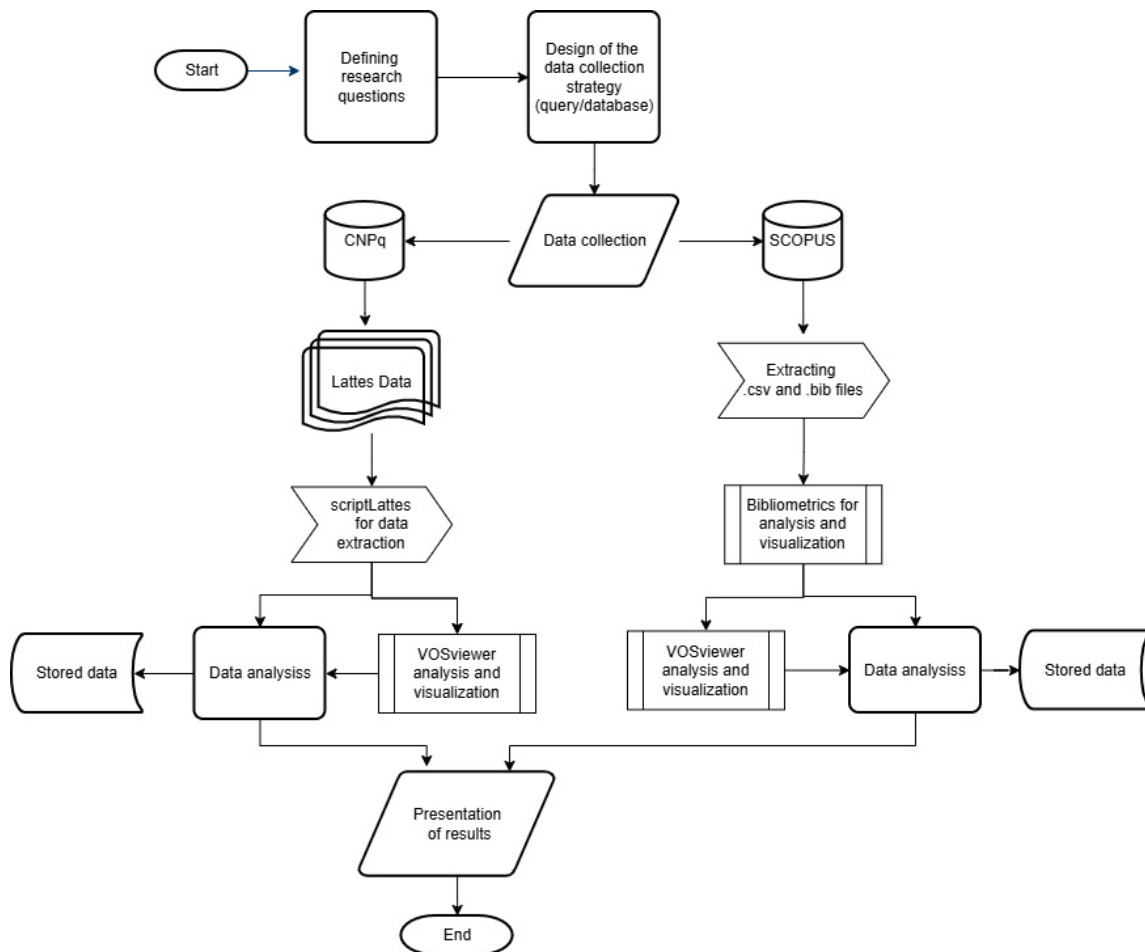 Start
Defining
research
questions
Design of the
data collection
strategy
(query/database)
CNPq
Data collection
SCOPUS
Lattes Data
Extracting
.csv and .bib files
scriptLattes
for data
extraction
Bibliometrics for
analysis and
visualization
Stored data
Data analysiss
VOSviewer
analysis and
visualization
VOSviewer
analysis and
visualization
Data analysiss
Stored data
Presentation
of results
End